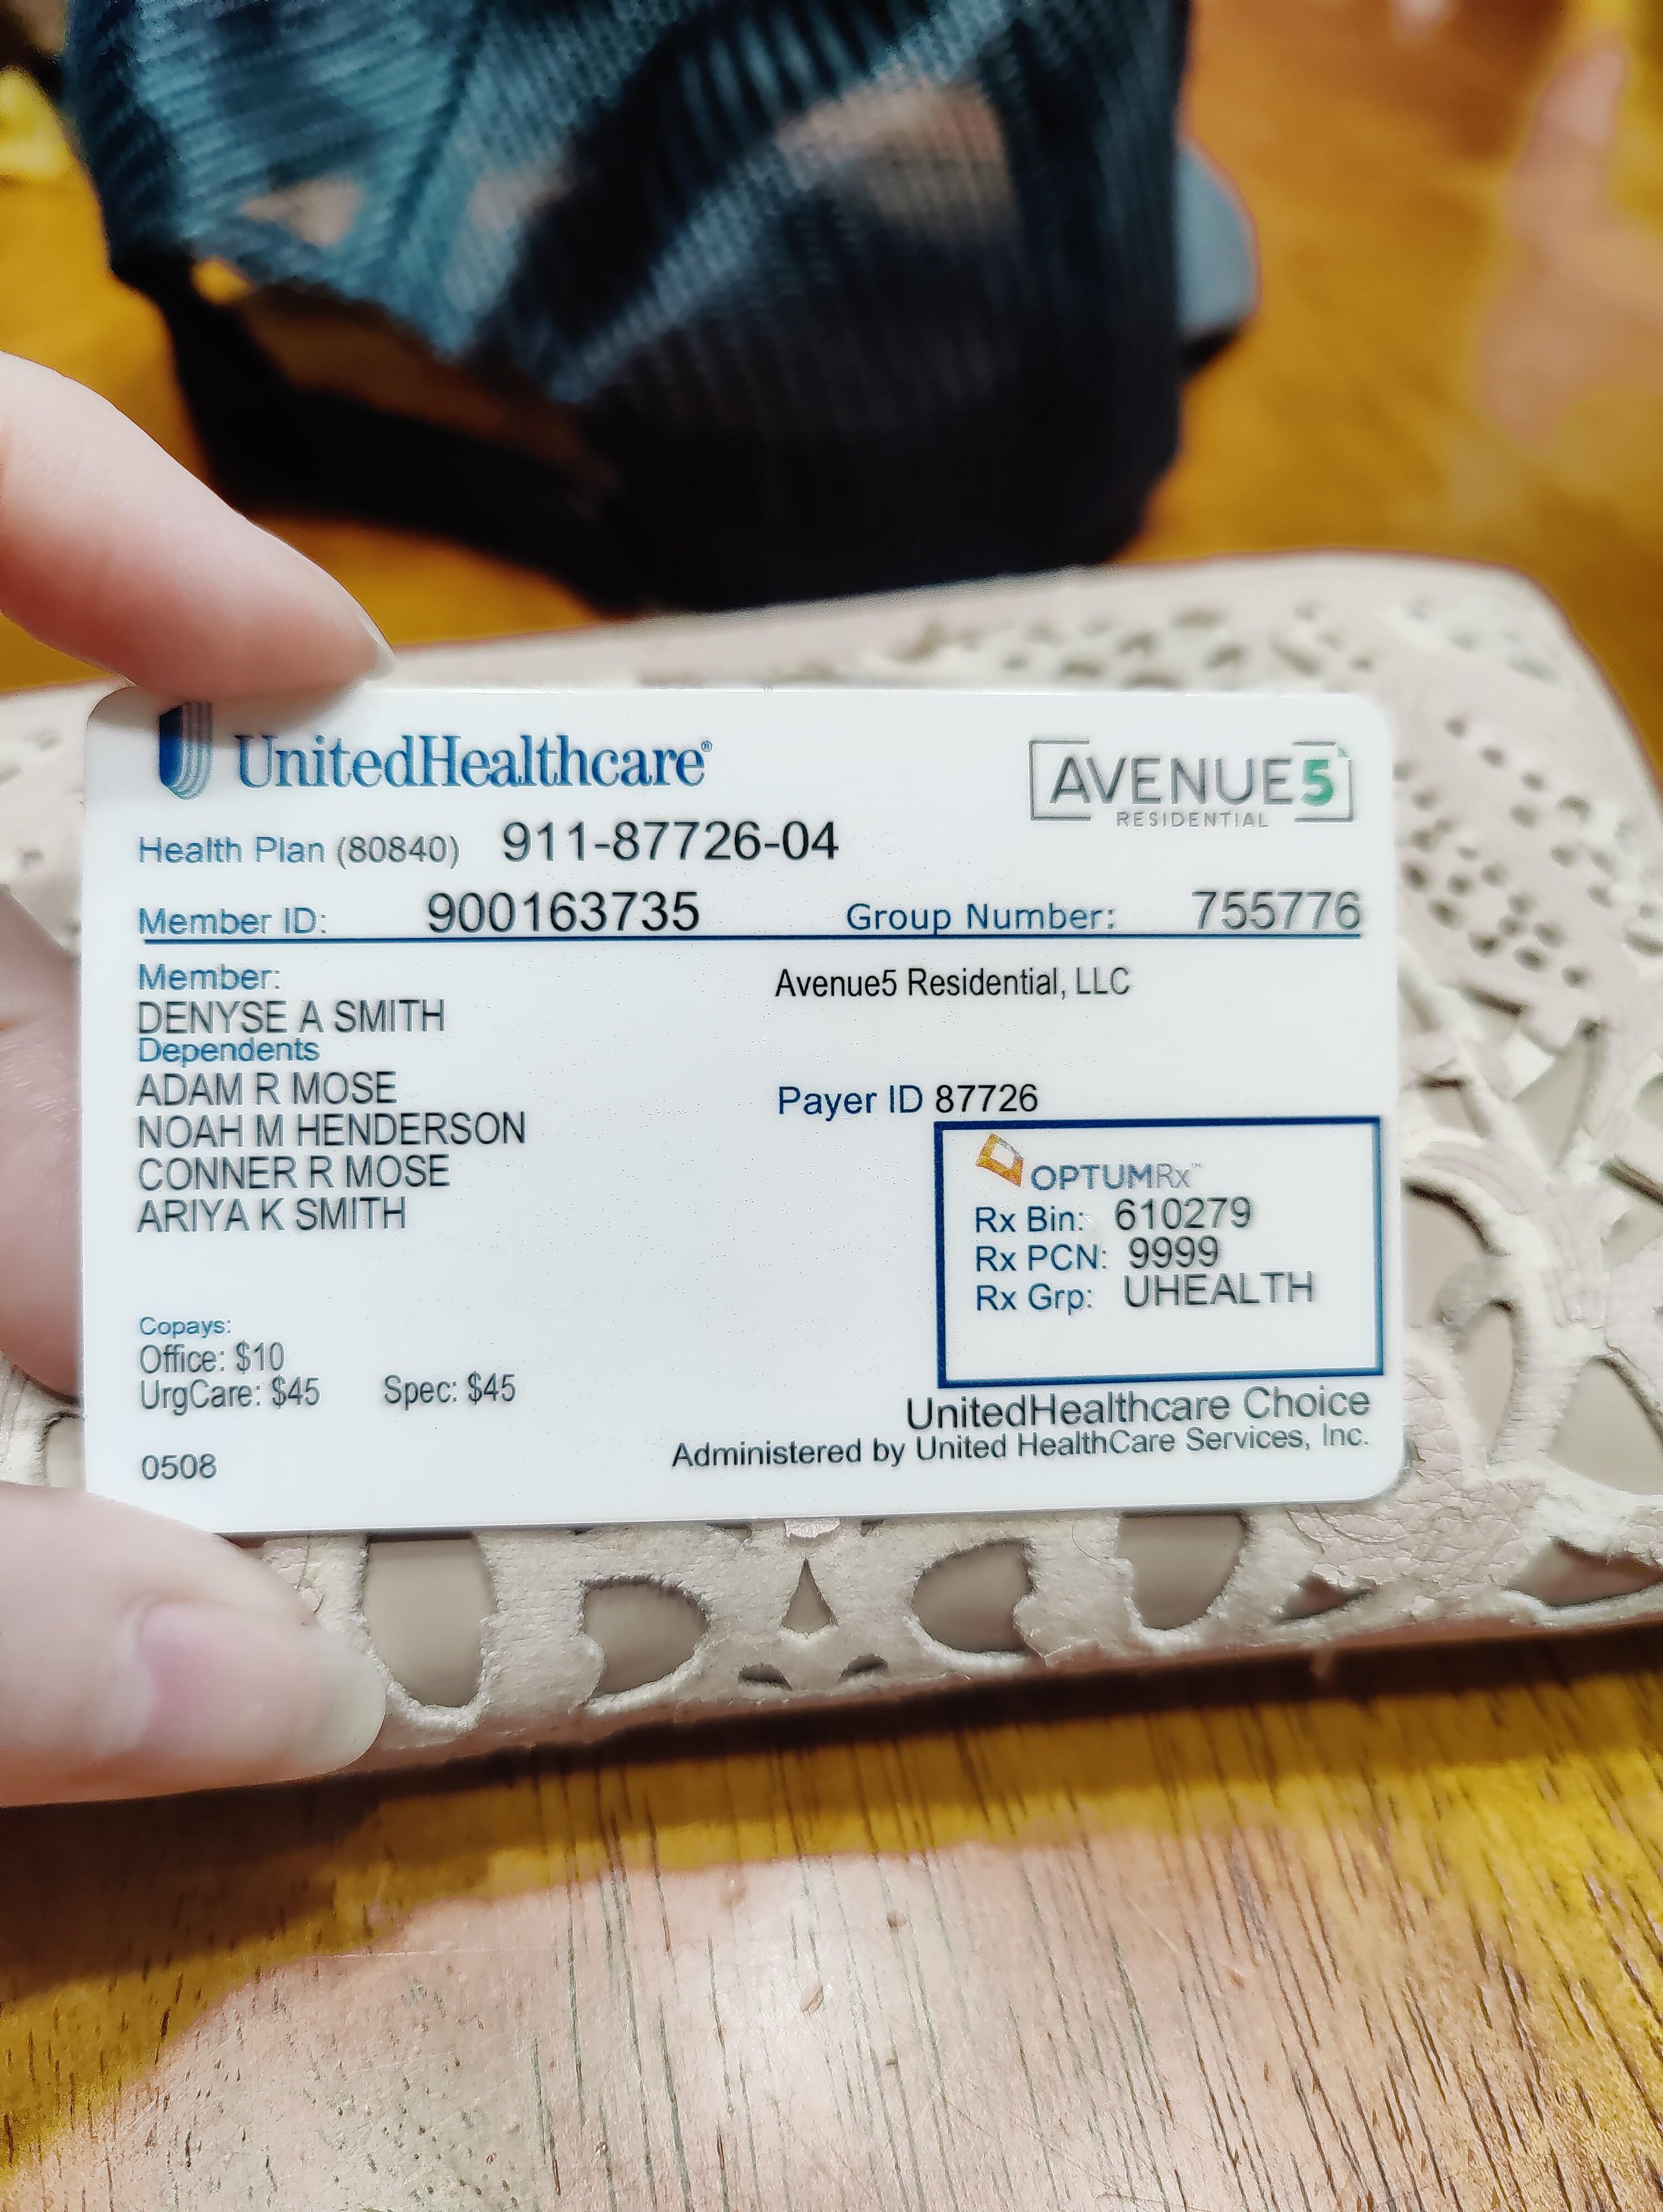 UnitedHealthcare®
AVENUE5
RESIDENTIAL
Health Plan (80840) 911-87726-04
Member ID: 900163735 Group Number: 755776
Member:
DENYSE A SMITH
Dependents
ADAM R MOSE
NOAH M HENDERSON
CONNER R MOSE
ARIYA K SMITH
Avenue5 Residential, LLC
Payer ID 87726
OPTUMRx™
Rx Bin: 610279
Rx PCN: 9999
Rx Grp: UHEALTH
Copays:
Office: $10
UrgCare: $45 Spec: $45
UnitedHealthcare Choice
Administered by United HealthCare Services, Inc.
0508